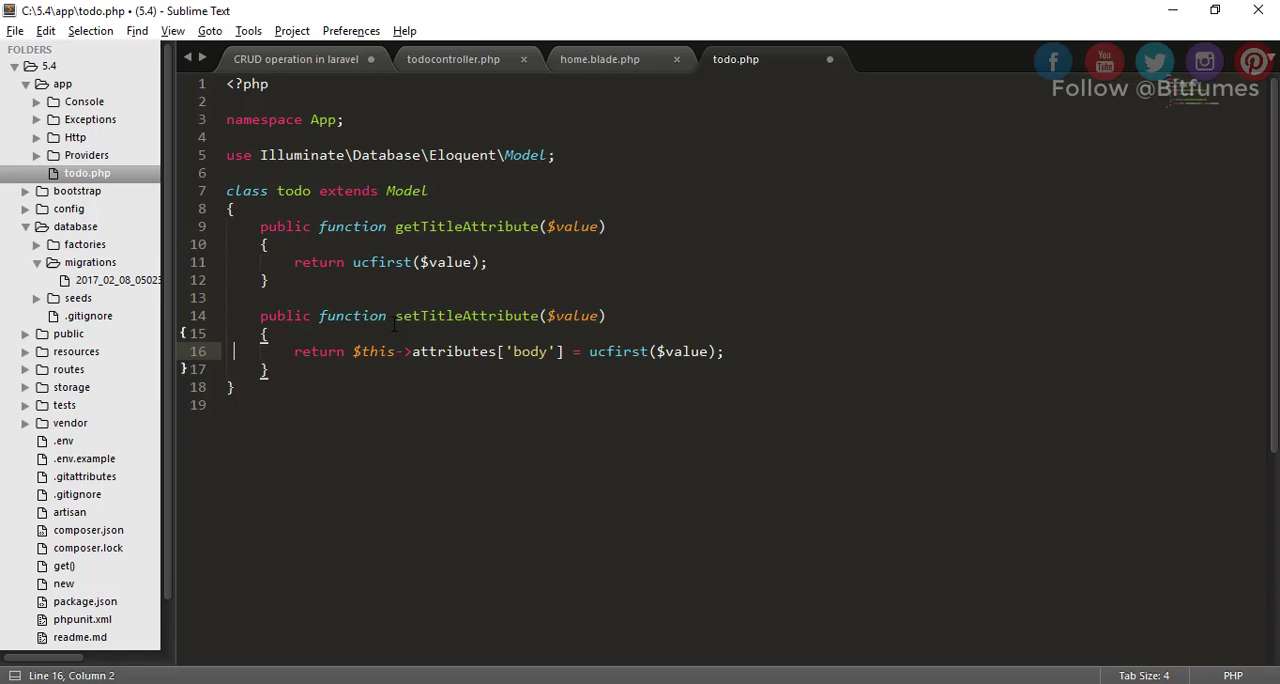 C:\5.4\app\todo.php • (5.4) - Sublime Text
File Edit Selection Find View Goto Tools Project Preferences Help
FOLDERS
5.4
app
Console
Exceptions
Http
Providers
todo.php
bootstrap
config
database
factories
migrations
2017_02_08_05023
seeds
.gitignore
public
resources
routes
storage
tests
vendor
.env
.env.example
.gitattributes
.gitignore
artisan
composer.json
composer.lock
get()
new
package.json
phpunit.xml
readme.md
CRUD operation in laravel
todocontroller.php
home.blade.php
todo.php
You Tube
Follow @Bitfumes
1 <?php
2
3 namespace App;
4
5 use Illuminate\Database\Eloquent\Model;
6
7 class todo extends Model
8 {
9 public function getTitleAttribute($value)
10 {
11 return ucfirst($value);
12 }
13
14 public function setTitleAttribute($value)
15 {
16 return $this->attributes['body'] = ucfirst($value);
17 }
18 }
19
Line 16, Column 2
Tab Size: 4
PHP